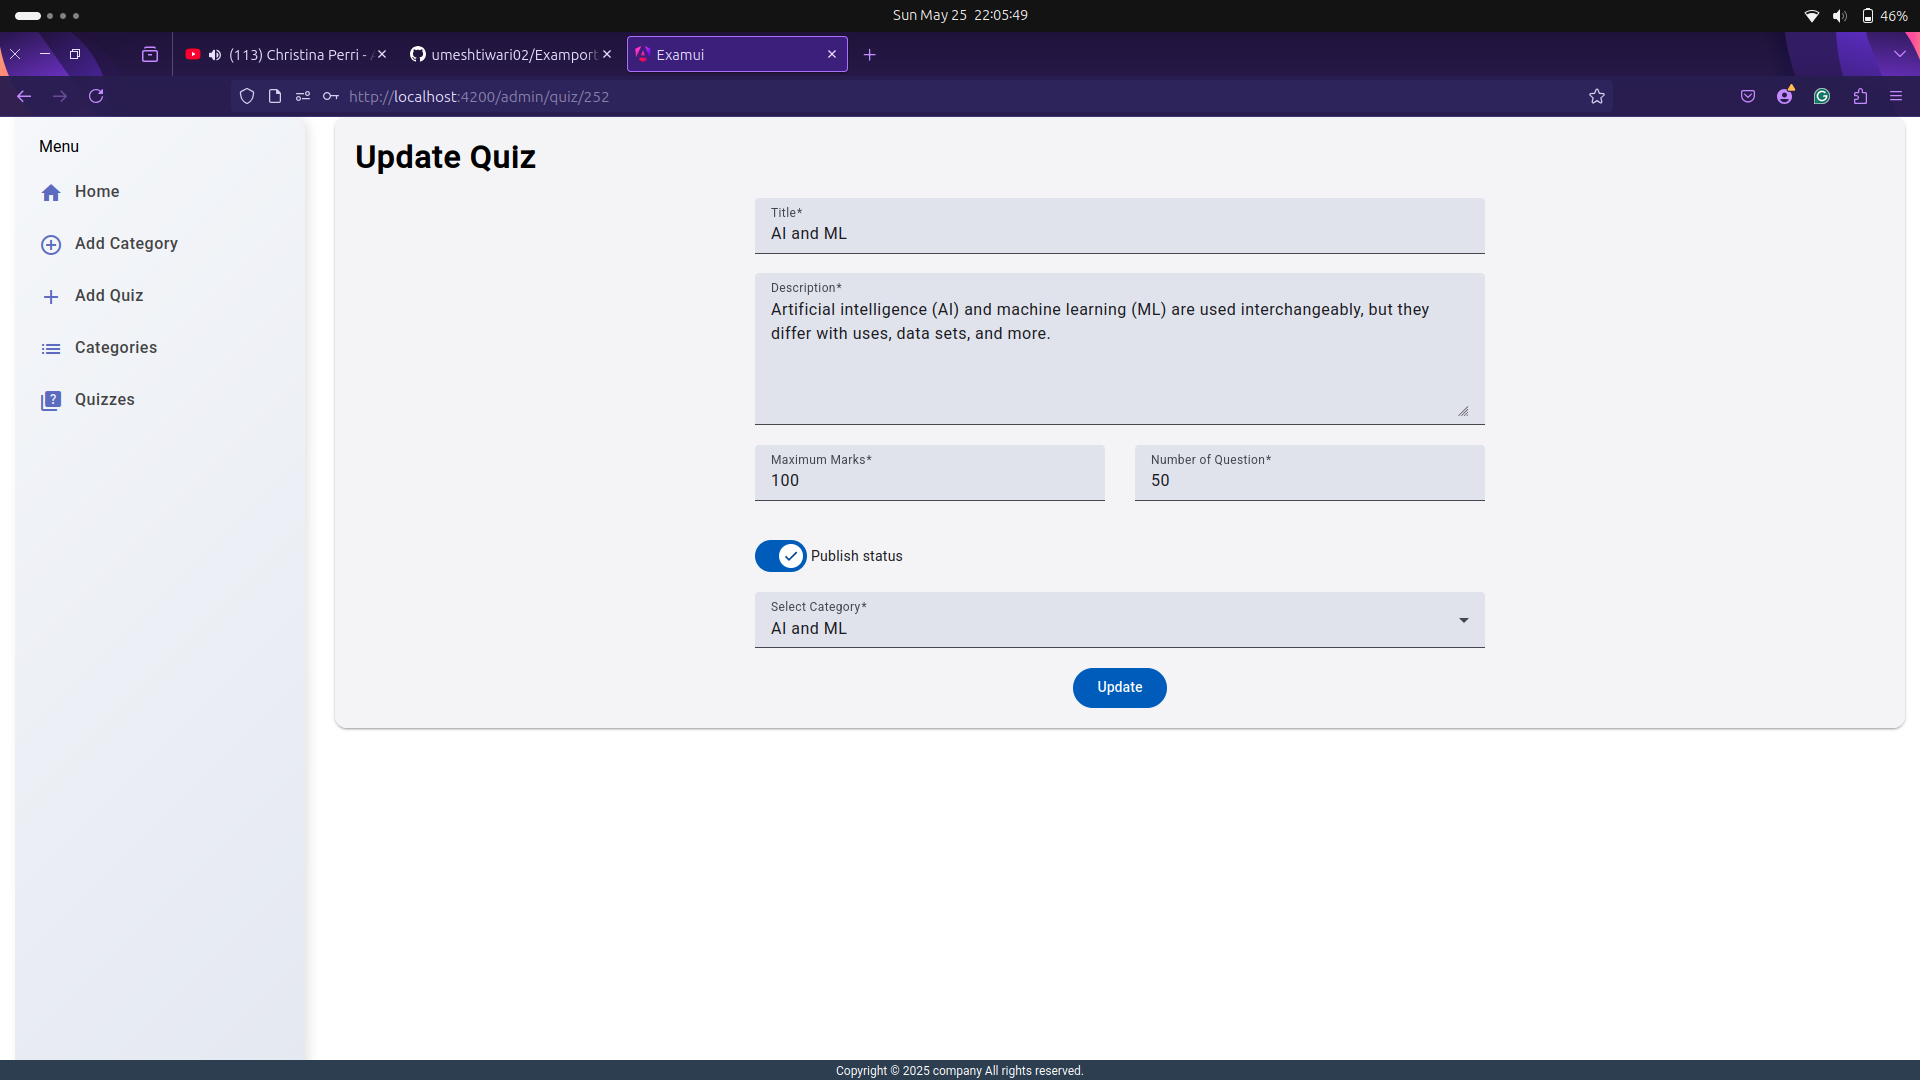 Sun May 25 22:05:49
46%
(113) Christina Perri -
umeshtiwari02/Examport
Examui
http://localhost:4200/admin/quiz/252
Menu
Home
Add Category
Add Quiz
Categories
Quizzes
Update Quiz
Title*
AI and ML
Description*
Artificial intelligence (AI) and machine learning (ML) are used interchangeably, but they
differ with uses, data sets, and more.
Maximum Marks*
100
Number of Question*
50
Publish status
Select Category*
AI and ML
Update
Copyright © 2025 company All rights reserved.